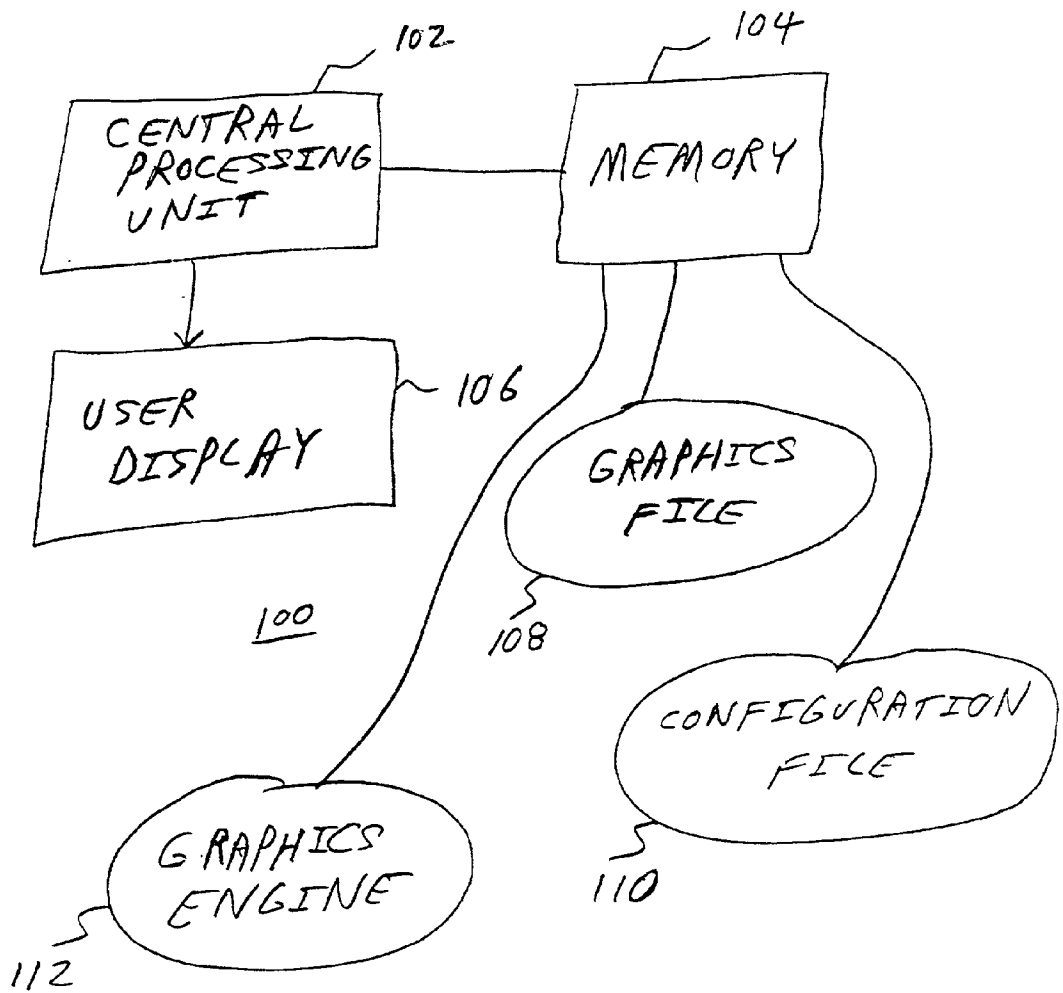 102
104
CENTRAL
PROCESSING
UNIT
MEMORY
USER
DISPLAY
106
GRAPHICS
FILE
108
100
CONFIGURATION
FILE
110
GRAPHICS
ENGINE
112